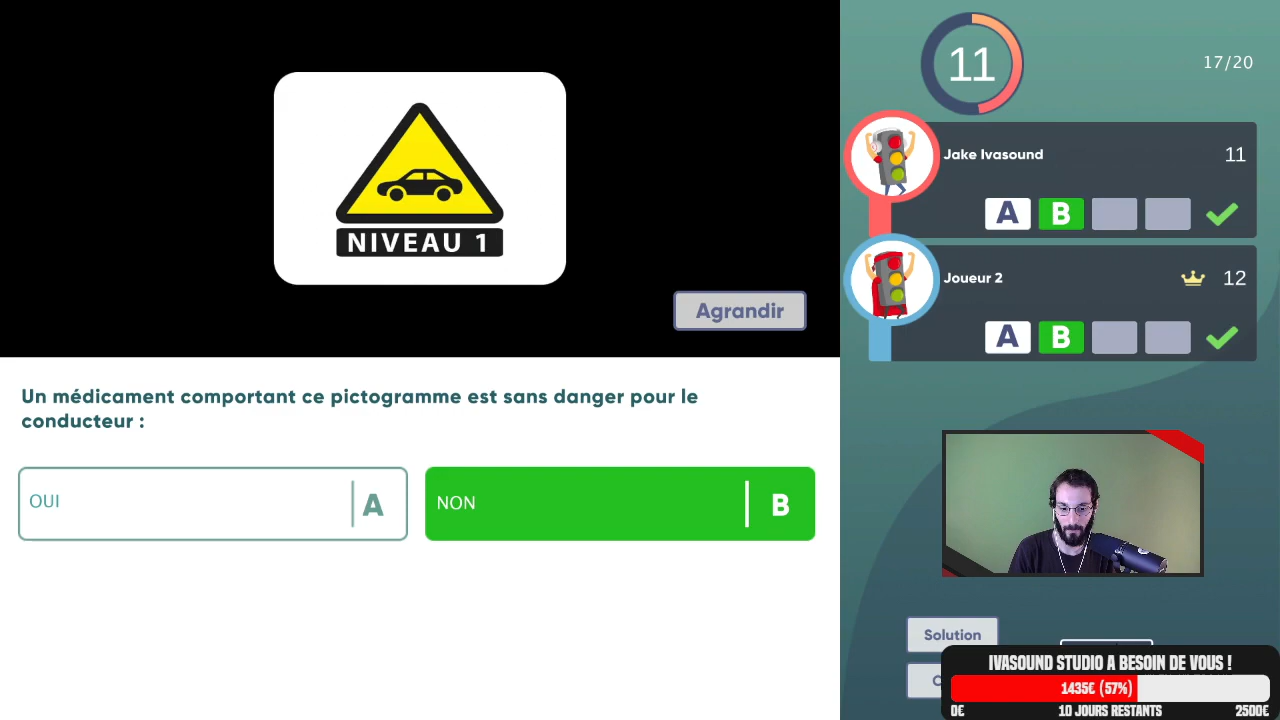 NIVEAU 1
Agrandir
Un médicament comportant ce pictogramme est sans danger pour le
conducteur :
OUI
A
NON
B
11
17/20
Jake Ivasound
11
A
B
Joueur 2
12
A
B
Solution
IVASOUND STUDIO A BESOIN DE VOUS !
1435€ (57%)
0€
10 JOURS RESTANTS
2500€